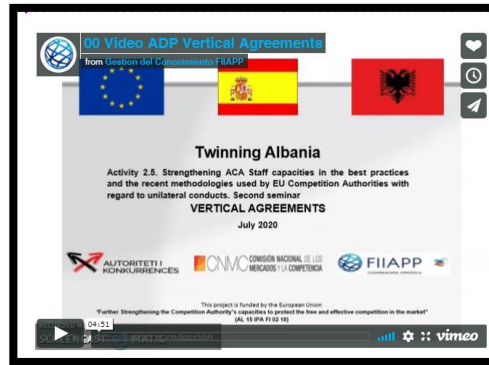 00 Video ADP Vertical Agreements
from Gestion del Conocimiento FIIAPP
Twinning Albania
Activity 2.5. Strengthening ACA Staff capacities in the best practices
and the recent methodologies used by EU Competition Authorities with
regard to unilateral conducts. Second seminar
VERTICAL AGREEMENTS
July 2020
AUTORITETI I
KONKURRENCËS
CNMC COMISIÓN NACIONAL DE LOS
MERCADOS Y LA COMPETENCIA
FIIAPP
COOPERACIÓN ESPAÑOLA
This project is funded by the European Union
"Further Strengthening the Competition Authority's capacities to protect the free and effective competition in the market"
(AL 15 IPA FI 02 18)
04:51
vimeo